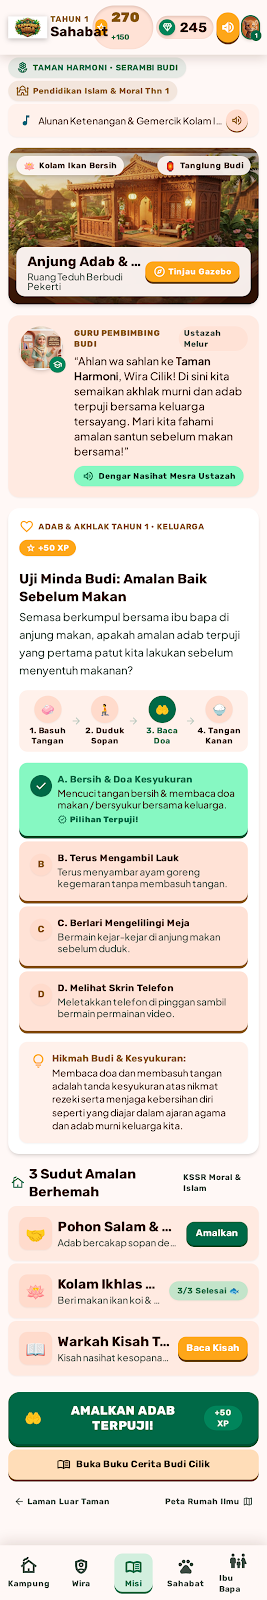 TAHUN 1
Sahabat
270
+150
245
1
TAMAN HARMONI • SERAMBI BUDI
Pendidikan Islam & Moral Thn 1
Alunan Ketenangan & Gemercik Kolam I...
Kolam Ikan Bersih
Tanglung Budi
Anjung Adab & ...
Ruang Teduh Berbudi
Pekerti
Tinjau Gazebo
GURU PEMBIMBING
BUDI
Ustazah
Melur
"Ahlan wa sahlan ke Taman
Harmoni, Wira Cilik! Di sini kita
semaikan akhlak murni dan adab
terpuji bersama keluarga
tersayang. Mari kita fahami
amalan santun sebelum makan
bersama!"
Dengar Nasihat Mesra Ustazah
ADAB & AKHLAK TAHUN 1 • KELUARGA
+50 XP
Uji Minda Budi: Amalan Baik
Sebelum Makan
Semasa berkumpul bersama ibu bapa di
anjung makan, apakah amalan adab terpuji
yang pertama patut kita lakukan sebelum
menyentuh makanan?
1. Basuh
Tangan
2. Duduk
Sopan
3. Baca
Doa
4. Tangan
Kanan
A. Bersih & Doa Kesyukuran
Mencuci tangan bersih & membaca doa
makan / bersyukur bersama keluarga.
Pilihan Terpuji!
B
B. Terus Mengambil Lauk
Terus menyambar ayam goreng
kegemaran tanpa membasuh tangan.
C
C. Berlari Mengelilingi Meja
Bermain kejar-kejar di anjung makan
sebelum duduk.
D
D. Melihat Skrin Telefon
Meletakkan telefon di pinggan sambil
bermain permainan video.
Hikmah Budi & Kesyukuran:
Membaca doa dan membasuh tangan
adalah tanda kesyukuran atas nikmat
rezeki serta menjaga kebersihan diri
seperti yang diajar dalam ajaran agama
dan adab murni keluarga kita.
3 Sudut Amalan
Berhemah
KSSR Moral &
Islam
Pohon Salam & ...
Adab bercakap sopan de...
Amalkan
Kolam Ikhlas ...
Beri makan ikan koi & ...
3/3 Selesai
Warkah Kisah T...
Kisah nasihat kesopana...
Baca Kisah
AMALKAN ADAB
TERPUJI!
+50
XP
Buka Buku Cerita Budi Cilik
Laman Luar Taman
Peta Rumah Ilmu
Kampung
Wira
Misi
Sahabat
Ibu
Bapa